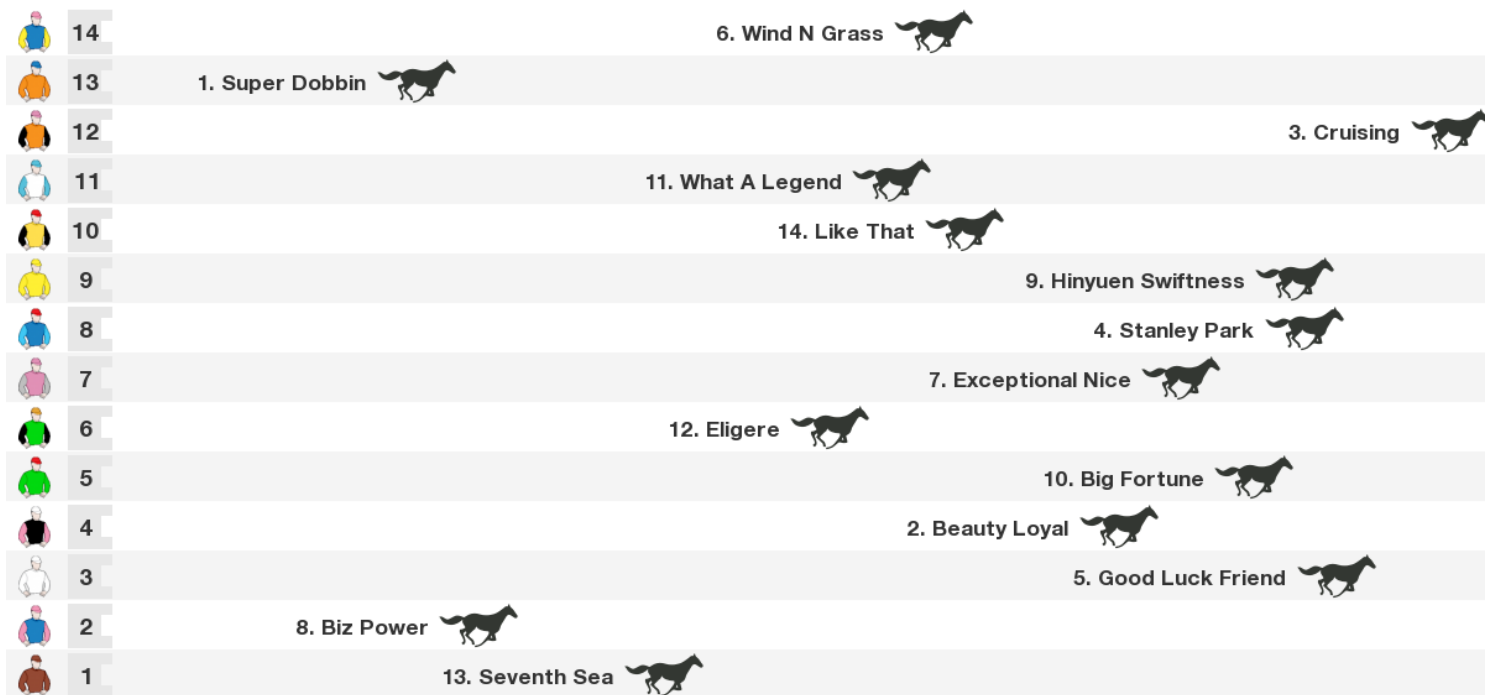 14 6. Wind N Grass
13 1. Super Dobbin
12 3. Cruising
11 11. What A Legend
10 14. Like That
9 9. Hinyuen Swiftness
8 4. Stanley Park
7 7. Exceptional Nice
6 12. Eligere
5 10. Big Fortune
4 2. Beauty Loyal
3 5. Good Luck Friend
2 8. Biz Power
1 13. Seventh Sea